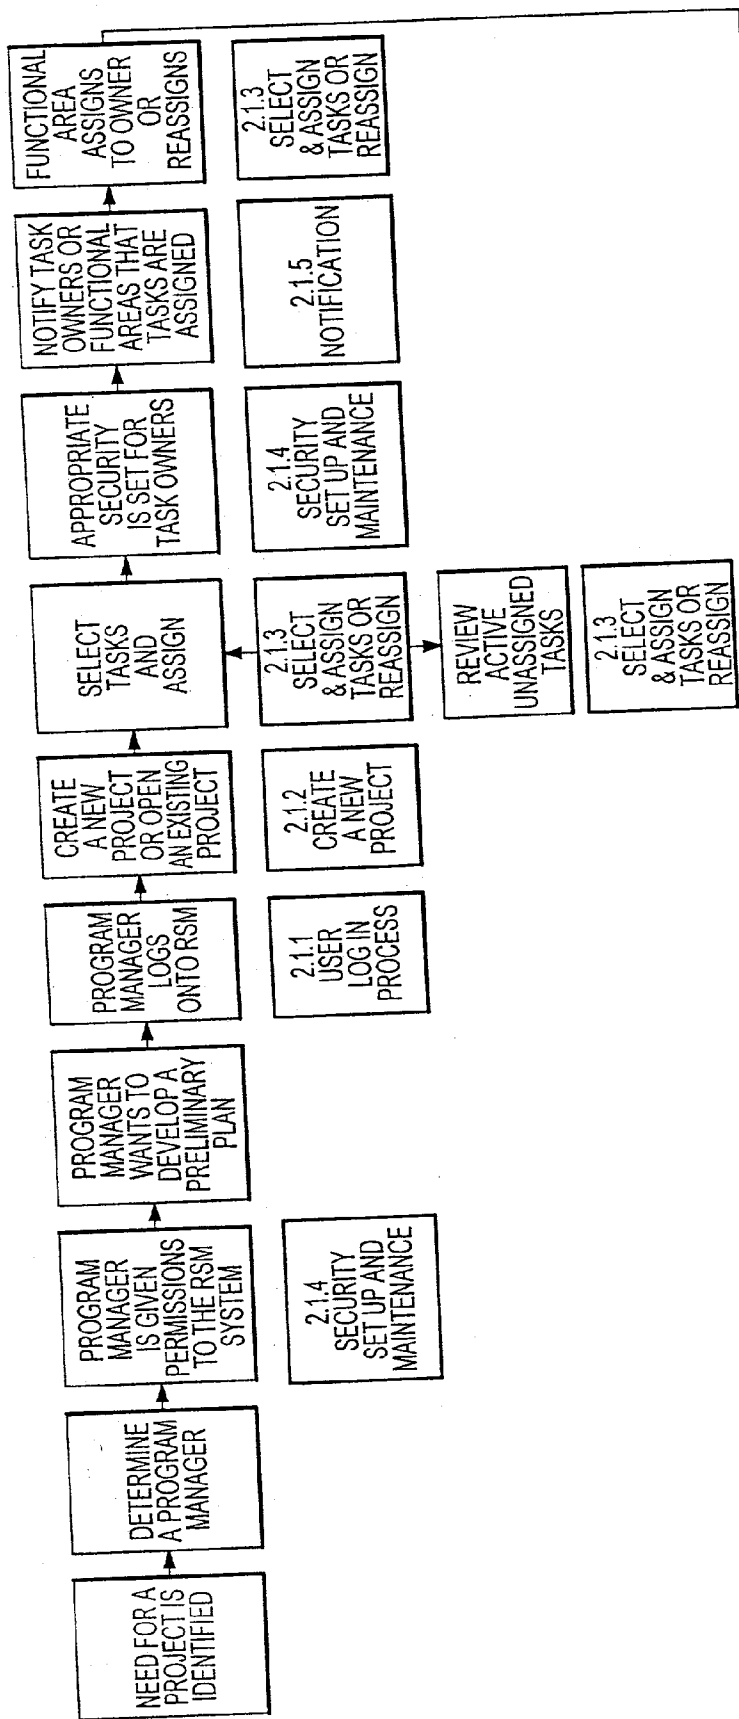 NEED FOR A
PROJECT IS
IDENTIFIED
DETERMINE
A PROGRAM
MANAGER
PROGRAM
MANAGER
IS GIVEN
PERMISSIONS
TO THE RSM
SYSTEM
2.1.4
SECURITY
SET UP AND
MAINTENANCE
PROGRAM
MANAGER
WANTS TO
DEVELOP A
PRELIMINARY
PLAN
PROGRAM
MANAGER
LOGS
ONTO RSM
2.1.1
USER
LOG IN
PROCESS
CREATE
A NEW
PROJECT
OR OPEN
AN EXISTING
PROJECT
2.1.2
CREATE
A NEW
PROJECT
SELECT
TASKS
AND
ASSIGN
2.1.3
SELECT
& ASSIGN
TASKS OR
REASSIGN
REVIEW
ACTIVE
UNASSIGNED
TASKS
2.1.3
SELECT
& ASSIGN
TASKS OR
REASSIGN
APPROPRIATE
SECURITY
IS SET FOR
TASK OWNERS
2.1.4
SECURITY
SET UP AND
MAINTENANCE
NOTIFY TASK
OWNERS OR
FUNCTIONAL
AREAS THAT
TASKS ARE
ASSIGNED
2.1.5
NOTIFICATION
FUNCTIONAL
AREA
ASSIGNS
TO OWNER
OR
REASSIGNS
2.1.3
SELECT
& ASSIGN
TASKS OR
REASSIGN